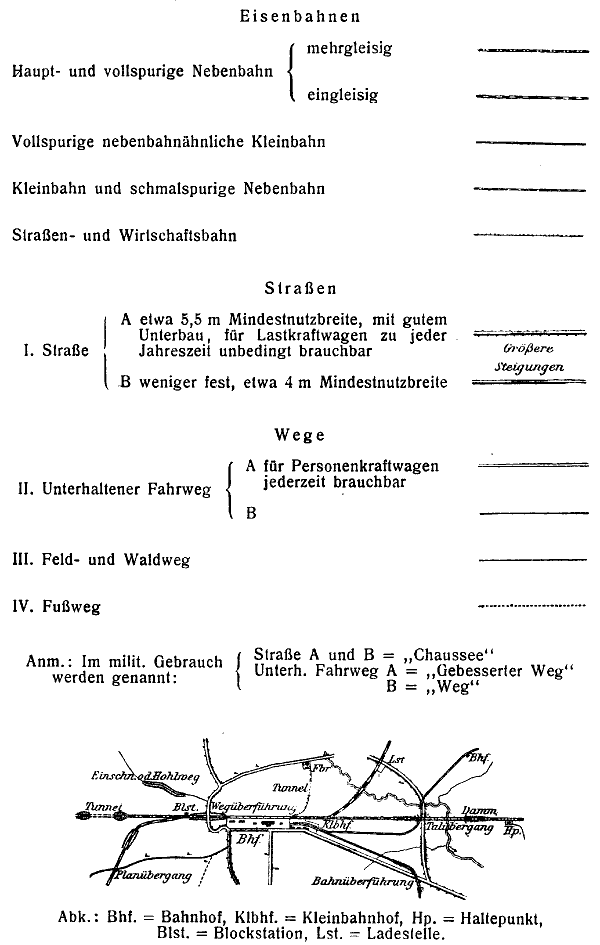 Eisenbahnen
Haupt- und vollspurige Nebenbahn
mehrgleisig
eingleisig
Vollspurige nebenbahnähnliche Kleinbahn
Kleinbahn und schmalspurige Nebenbahn
Straßen- und Wirtschaftsbahn
Straßen
I. Straße
A etwa 5,5 m Mindestnutzbreite, mit gutem
Unterbau, für Lastkraftwagen zu jeder
Jahreszeit unbedingt brauchbar
B weniger fest, etwa 4 m Mindestnutzbreite
Größere
Steigungen
Wege
II. Unterhaltener Fahrweg
A für Personenkraftwagen
jederzeit brauchbar
B
III. Feld- und Waldweg
IV. Fußweg
Anm.: Im milit. Gebrauch
werden genannt:
Straße A und B = „Chaussee“
Unterh. Fahrweg A = „Gebesserter Weg“
B = „Weg“
Lst
Bhf.
Fbr
Einschn. od. Hohlweg
Tunnel
Tunnel
Blst.
Wegüberführung
Damm
Klbhf.
Talübergang
Hp.
Bhf.
Planübergang
Bahnüberführung
Abk.: Bhf. = Bahnhof, Klbhf. = Kleinbahnhof, Hp. = Haltepunkt,
Blst. = Blockstation, Lst. = Ladestelle.